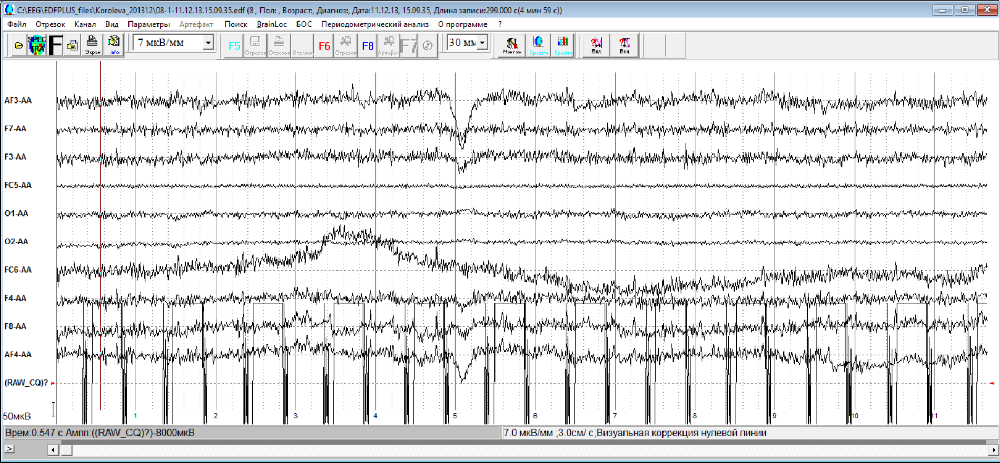 C:\EEG\EDFPLUS_files\Koroleva_201312\08-1-11.12.13.15.09.35.edf (8 , Пол: , Возраст:, Диагноз:, Дата:11.12.13, 15.09.35, Длина записи:299.000 с(4 мин 59 с))
Файл Отрезок Канал Вид Параметры Артефакт Поиск BrainLoc БОС Периодометрический анализ О программе ?
SPECTRA F Экран info 7 мкВ/мм F5 Отрезок Отрезок Отрезок F6 Отрезок F8 Артефак F7 30 мм Монтаж Spectra Spectra Вкл. Вкл.
AF3-AA
F7-AA
F3-AA
FC5-AA
O1-AA
O2-AA
FC6-AA
F4-AA
F8-AA
AF4-AA
(RAW_CQ)?
50мкВ 1 2 3 4 5 6 7 8 9 10 11
Врем:0.547 с Ампл:((RAW_CQ)?)-8000мкВ 7.0 мкВ/мм ;3.0см/ с;Визуальная коррекция нулевой линии
>